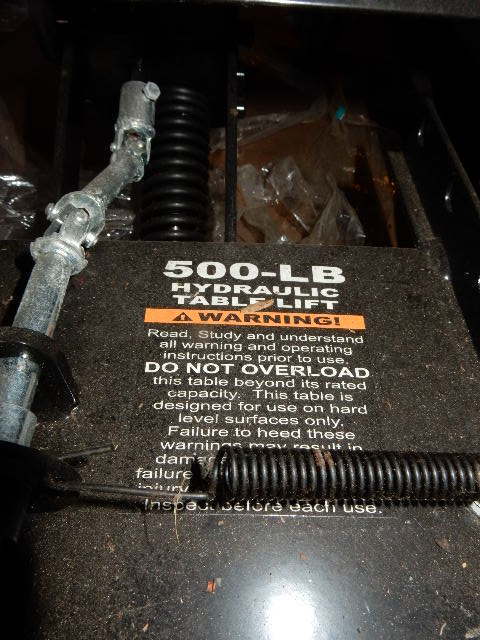 500-LB
HYDRAULIC
TABLE LIFT
WARNING!
Read, Study and understand
all warning and operating
instructions prior to use.
DO NOT OVERLOAD
this table beyond its rated
capacity. This table is
designed for use on hard
level surfaces only.
Failure to heed these
warnings may result in
failure
Inspect before each use.